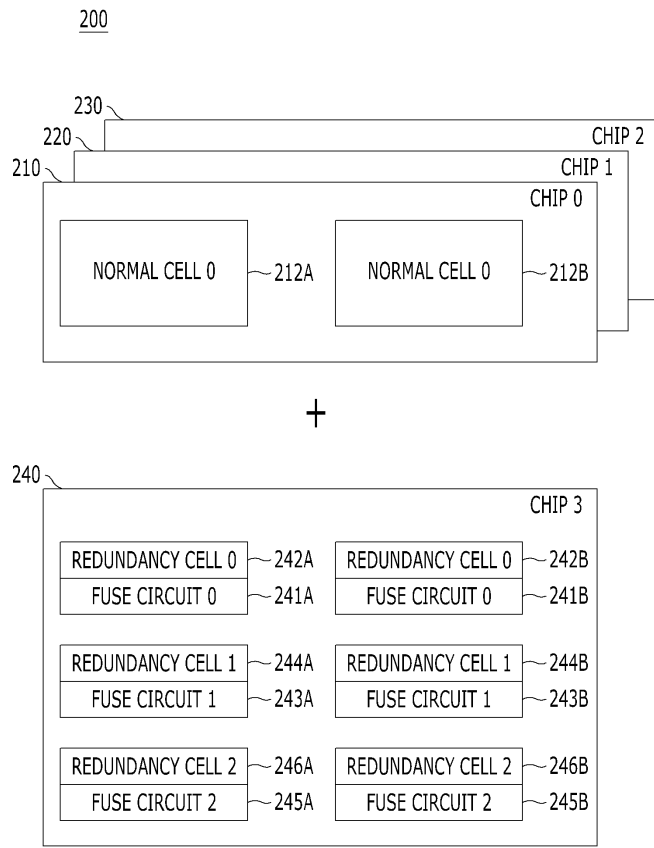 200
230
220
CHIP 2
210
CHIP 1
CHIP 0
NORMAL CELL 0
212A
NORMAL CELL 0
212B
+
240
CHIP 3
REDUNDANCY CELL 0
242A
REDUNDANCY CELL 0
242B
FUSE CIRCUIT 0
241A
FUSE CIRCUIT 0
241B
REDUNDANCY CELL 1
244A
REDUNDANCY CELL 1
244B
FUSE CIRCUIT 1
243A
FUSE CIRCUIT 1
243B
REDUNDANCY CELL 2
246A
REDUNDANCY CELL 2
246B
FUSE CIRCUIT 2
245A
FUSE CIRCUIT 2
245B